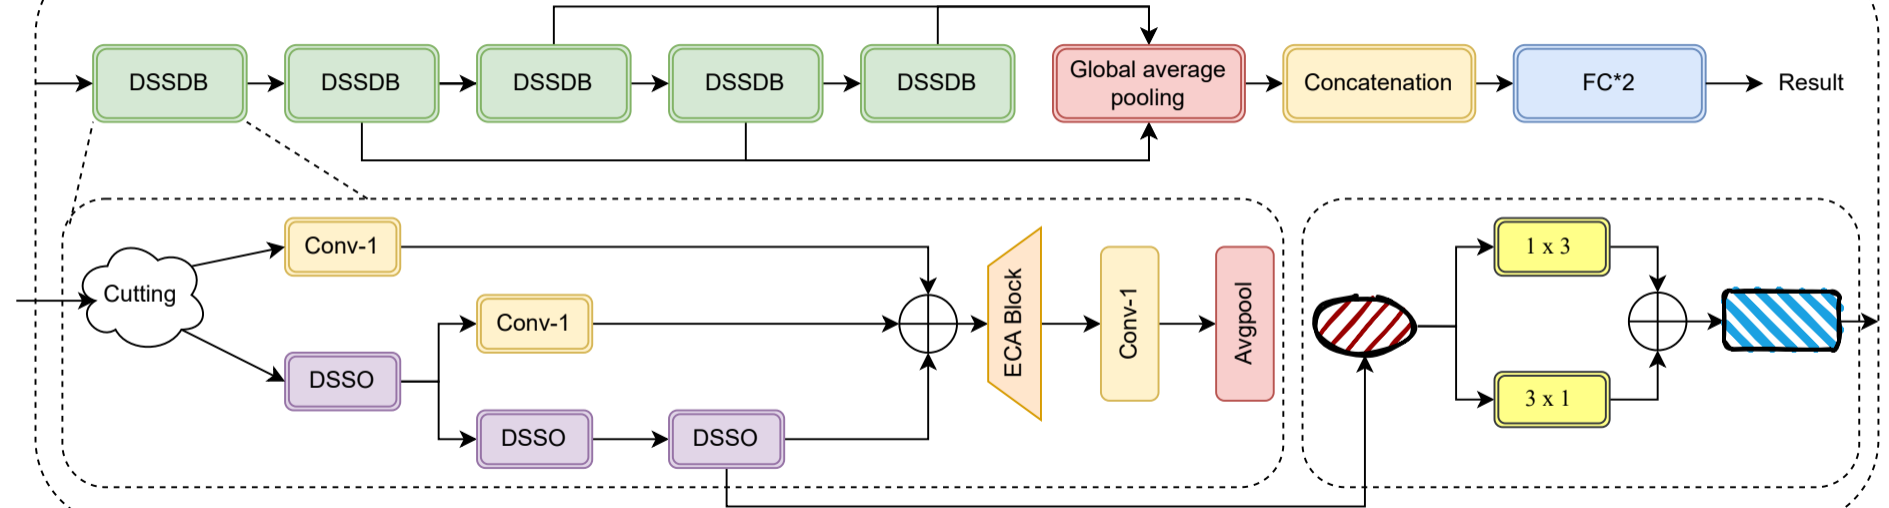 DSSDB
DSSDB
DSSDB
DSSDB
DSSDB
Global average
pooling
Concatenation
FC*2
Result
Cutting
Conv-1
DSSO
Conv-1
DSSO
DSSO
ECA Block
Conv-1
Avgpool
1 x 3
3 x 1